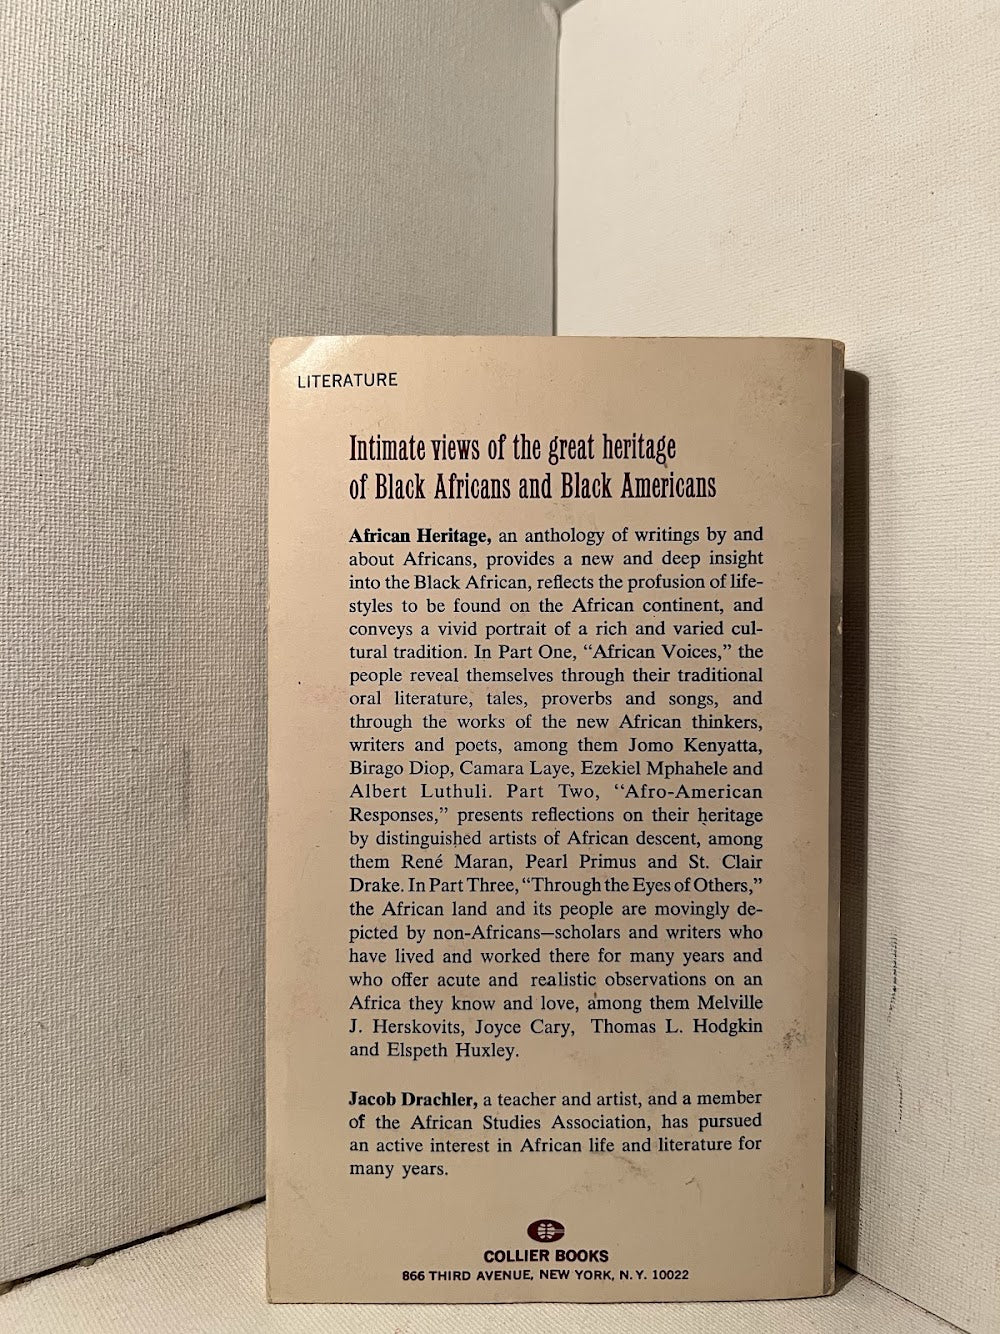 LITERATURE
Intimate views of the great heritage
of Black Africans and Black Americans
African Heritage, an anthology of writings by and
about Africans, provides a new and deep insight
into the Black African, reflects the profusion of life-
styles to be found on the African continent, and
conveys a vivid portrait of a rich and varied cul-
tural tradition. In Part One, “African Voices,” the
people reveal themselves through their traditional
oral literature, tales, proverbs and songs, and
through the works of the new African thinkers,
writers and poets, among them Jomo Kenyatta,
Birago Diop, Camara Laye, Ezekiel Mphahele and
Albert Luthuli. Part Two, “Afro-American
Responses,” presents reflections on their heritage
by distinguished artists of African descent, among
them René Maran, Pearl Primus and St. Clair
Drake. In Part Three, “Through the Eyes of Others,”
the African land and its people are movingly de-
picted by non-Africans—scholars and writers who
have lived and worked there for many years and
who offer acute and realistic observations on an
Africa they know and love, among them Melville
J. Herskovits, Joyce Cary, Thomas L. Hodgkin
and Elspeth Huxley.
Jacob Drachler, a teacher and artist, and a member
of the African Studies Association, has pursued
an active interest in African life and literature for
many years.
COLLIER BOOKS
866 THIRD AVENUE, NEW YORK, N.Y. 10022